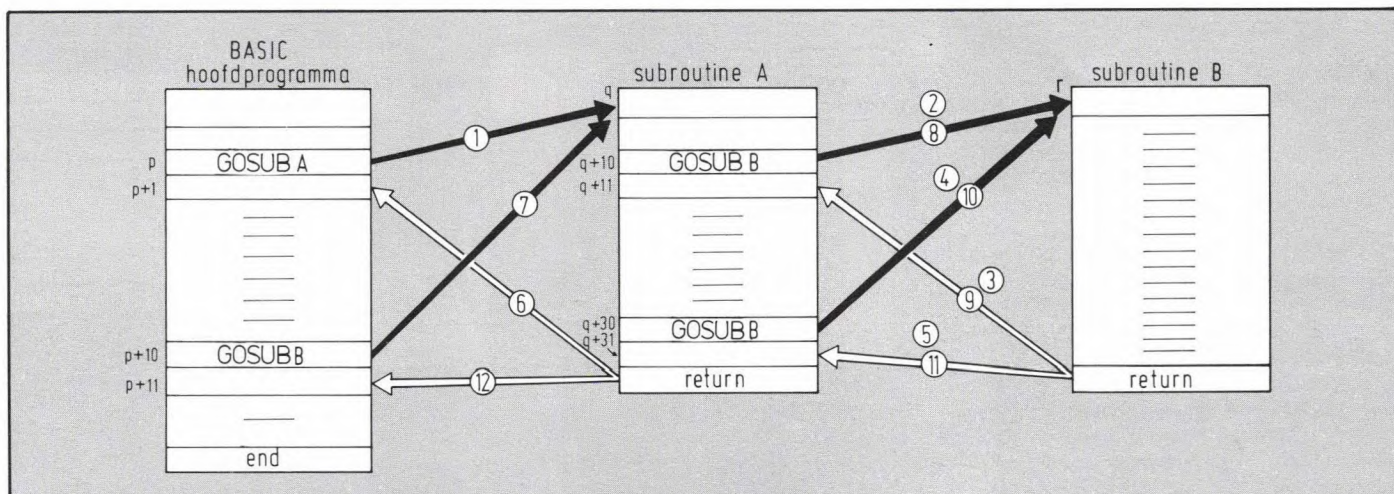 BASIC
hoofdprogramma
p
GOSUB A
p+1
p+10
GOSUB B
p+11
end
1
7
6
12
subroutine A
q
q+10
GOSUB B
q+11
q+30
GOSUB B
q+31
return
2
8
4
10
3
9
5
11
subroutine B
r
return